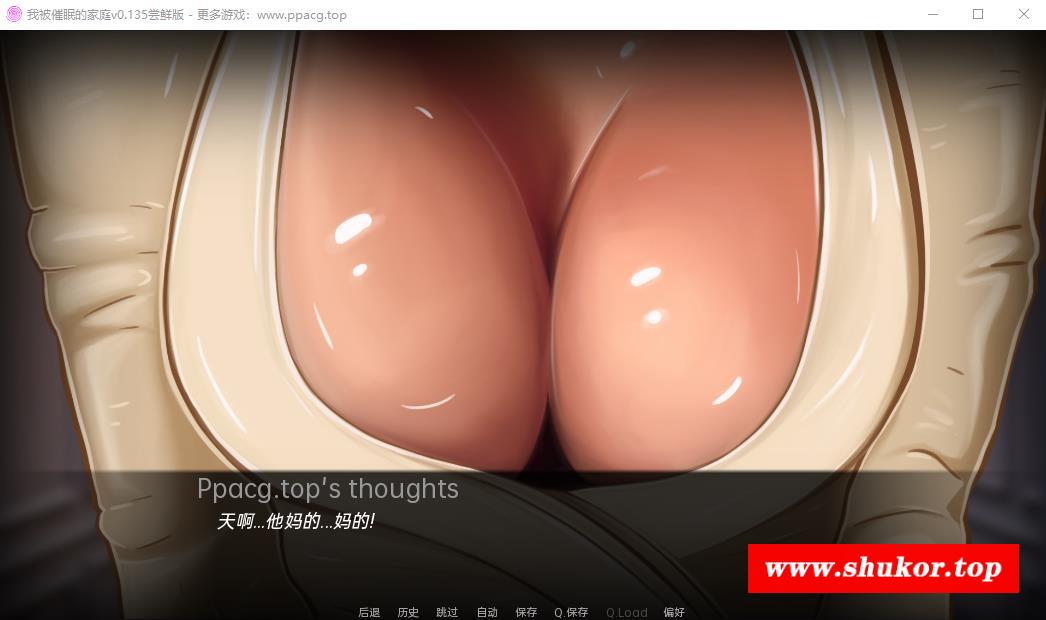 我被催眠的家庭v0.135尝鲜版 - 更多游戏：www.ppacg.top
Ppacg.top's thoughts
天啊...他妈的...妈的!
www.shukor.top
后退 历史 跳过 自动 保存 Q.保存 Q.Load 偏好